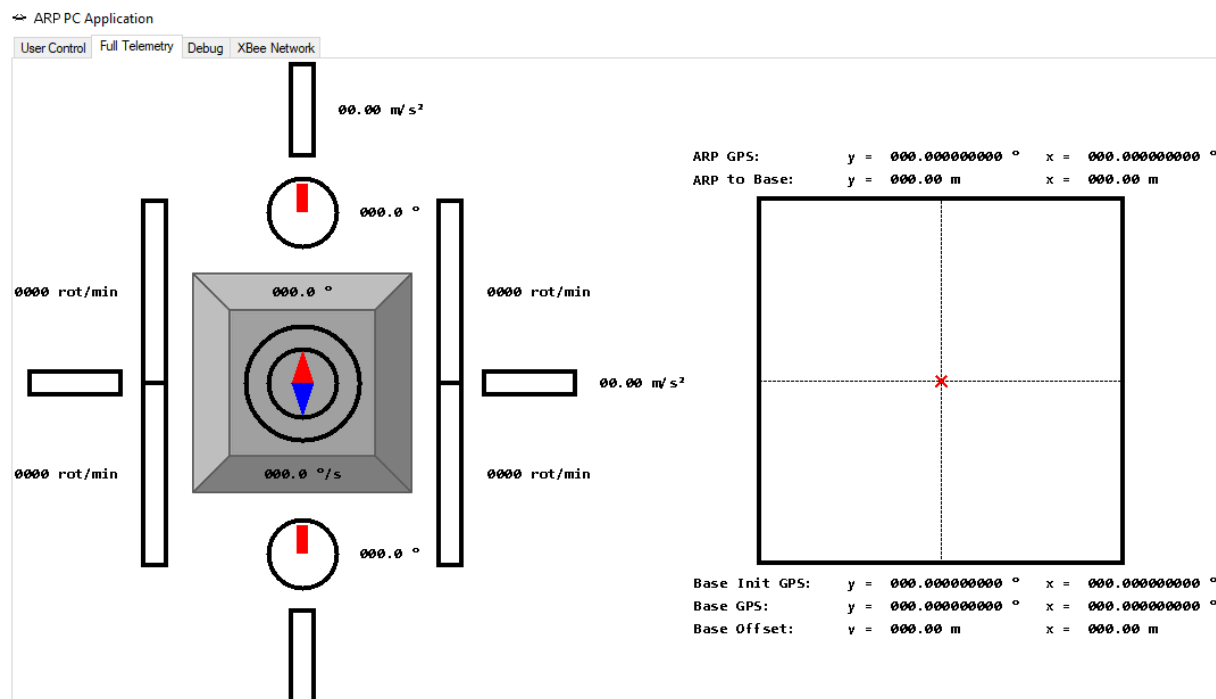 ARP PC Application
User Control Full Telemetry Debug XBee Network
00.00 m/s²
000.0 °
0000 rot/min
000.0 °
0000 rot/min
00.00 m/s²
0000 rot/min
000.0 °/s
0000 rot/min
000.0 °
ARP GPS: y = 000.000000000 ° x = 000.000000000 °
ARP to Base: y = 000.00 m x = 000.00 m
Base Init GPS: y = 000.000000000 ° x = 000.000000000 °
Base GPS: y = 000.000000000 ° x = 000.000000000 °
Base Offset: y = 000.00 m x = 000.00 m